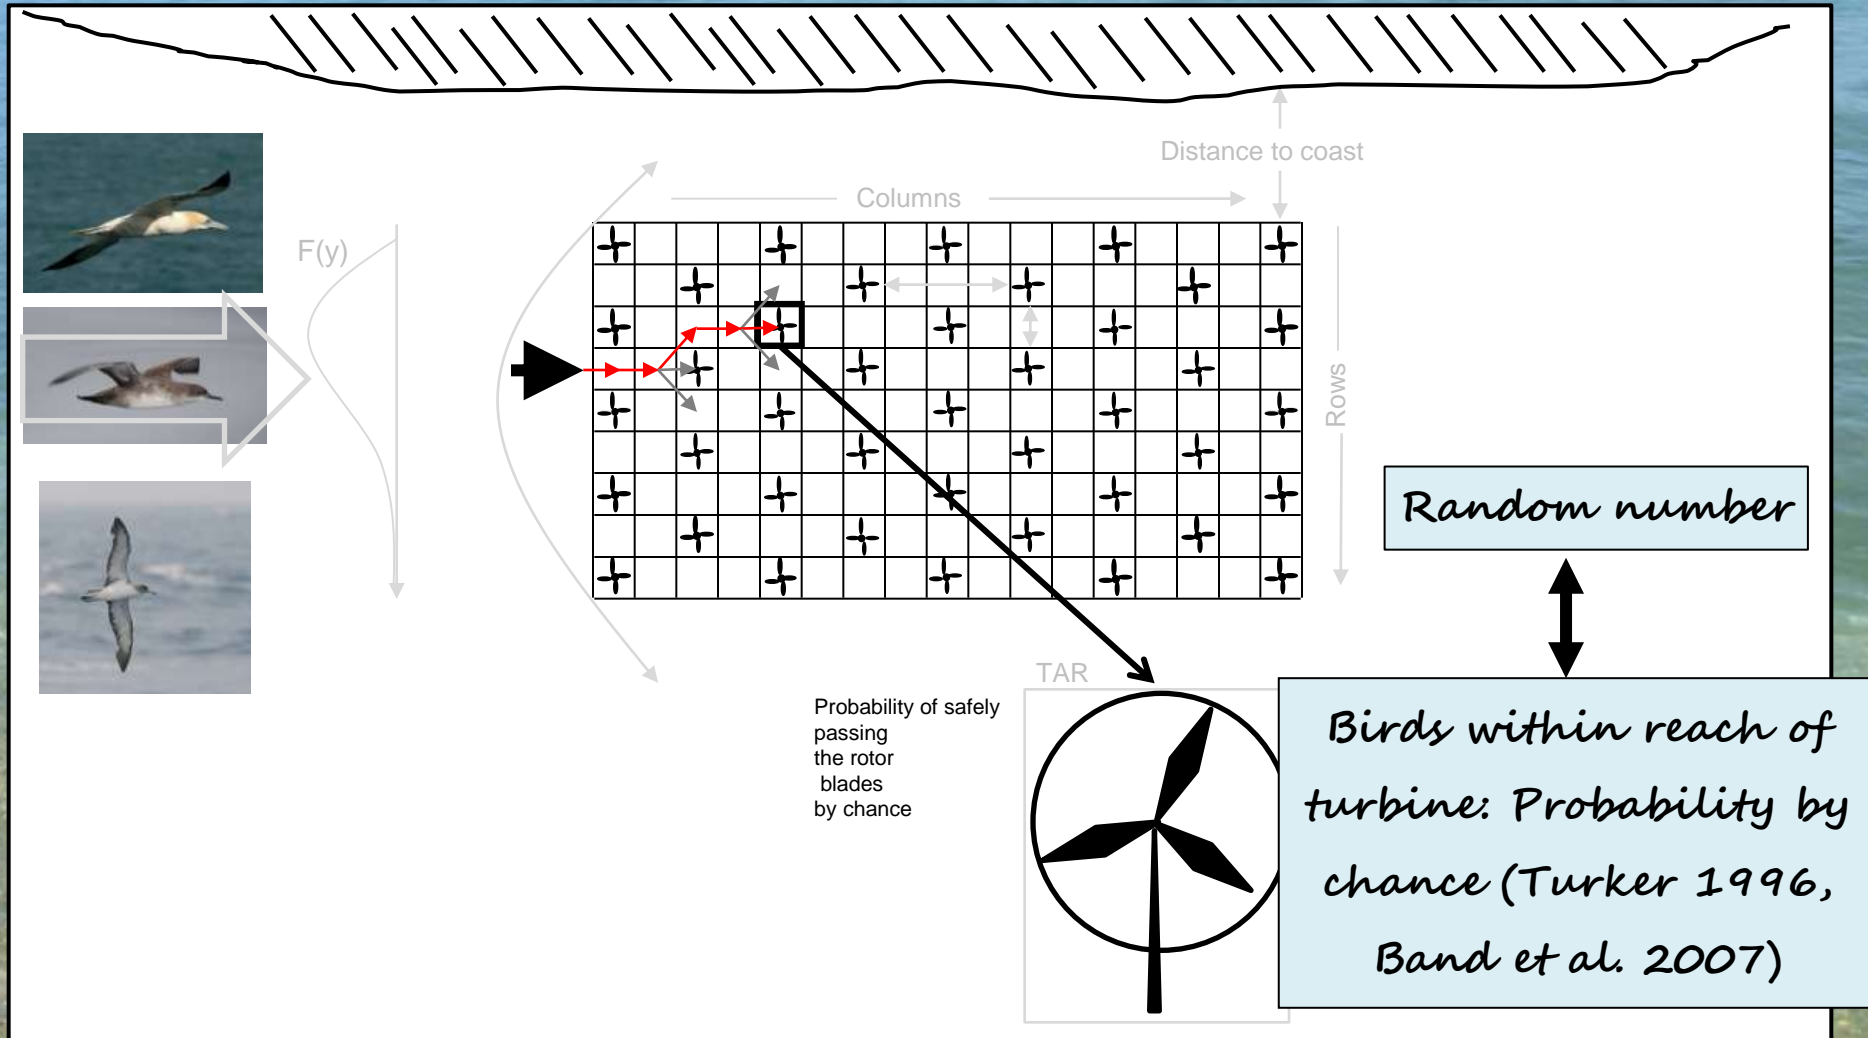 Distance to coast
Columns
F(y)
Rows
Random number
TAR
Probability of safely
passing
the rotor
blades
by chance
Birds within reach of
turbine: Probability by
chance (Turker 1996,
Band et al. 2007)